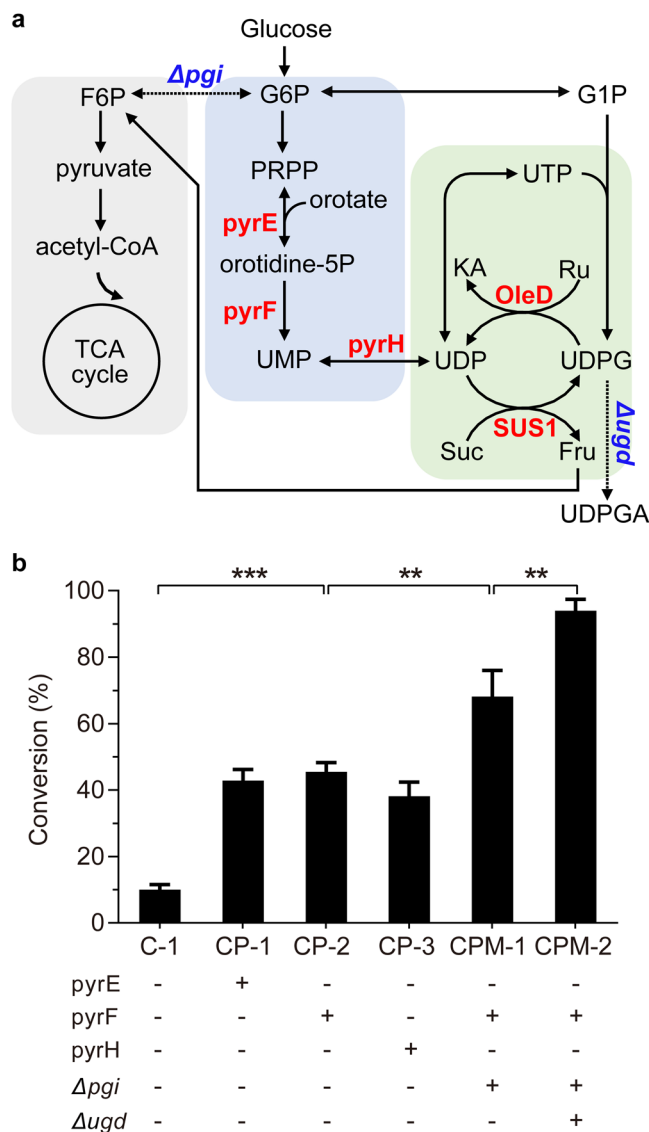 a
Glucose
Δpgi
F6P
G6P
G1P
pyruvate
PRPP
UTP
pyrE
orotate
acetyl-CoA
orotidine-5P
KA
Ru
OleD
pyrF
TCA
cycle
UMP
pyrH
UDP
UDPG
Δugd
SUS1
Suc
Fru
UDPGA
b
*** ** **
Conversion (%)
100
80
60
40
20
0
C-1 CP-1 CP-2 CP-3 CPM-1 CPM-2
pyrE - + - - - -
pyrF - - + - + +
pyrH - - - + - -
Δpgi - - - - + +
Δugd - - - - - +